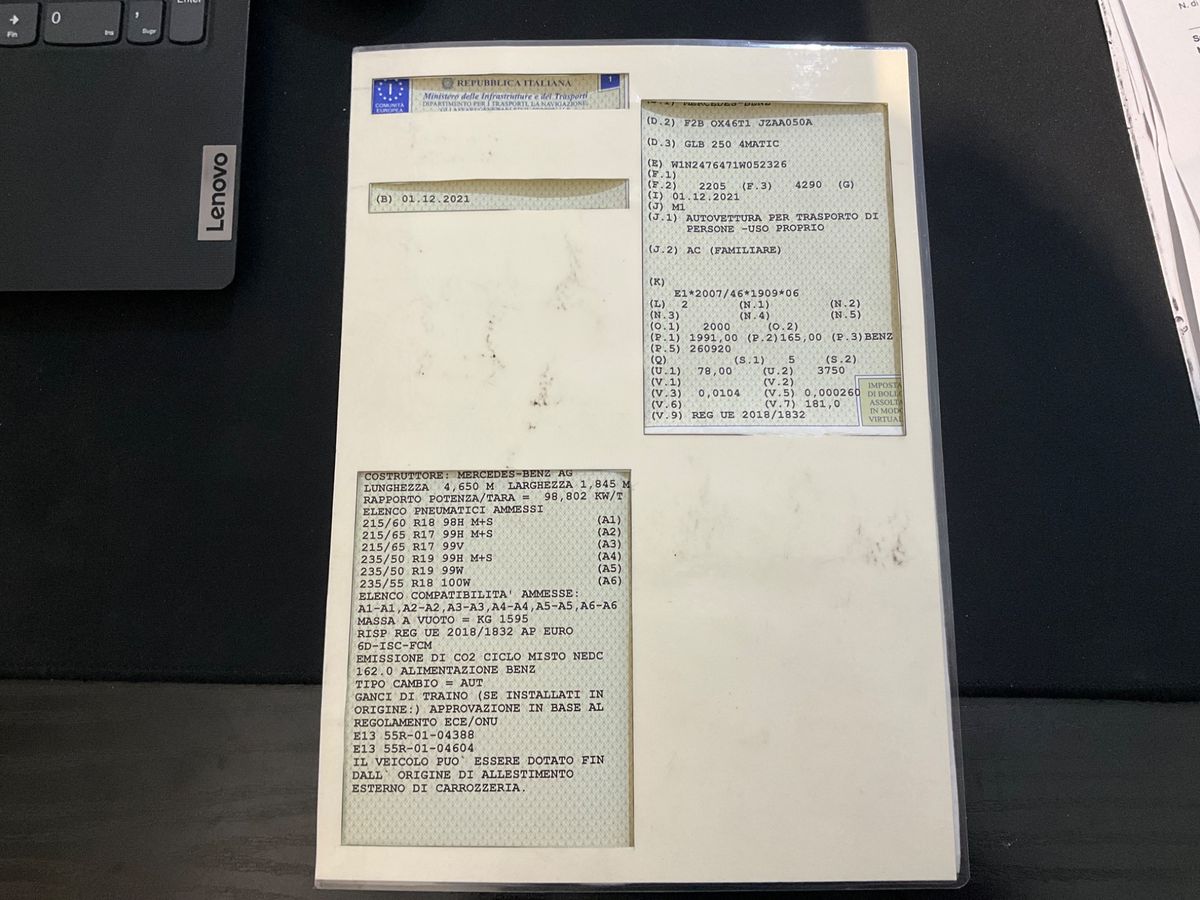 Enter
→
Fin
0
Ins
'
Supr
Lenovo
N. di
REPUBBLICA ITALIANA
1
COMUNITÀ
EUROPEA
Ministero delle Infrastrutture e dei Trasporti
DIPARTIMENTO PER I TRASPORTI, LA NAVIGAZIONE,
(B) 01.12.2021
MERCEDES-BENZ
(D.2) F2B OX46T1 JZAA050A
(D.3) GLB 250 4MATIC
(E) W1N2476471W052326
(F.1)
(F.2) 2205 (F.3) 4290 (G)
(I) 01.12.2021
(J) M1
(J.1) AUTOVETTURA PER TRASPORTO DI
PERSONE -USO PROPRIO
(J.2) AC (FAMILIARE)
(K)
E1*2007/46*1909*06
(L) 2 (N.1) (N.2)
(N.3) (N.4) (N.5)
(O.1) 2000 (O.2)
(P.1) 1991,00 (P.2)165,00 (P.3)BENZ
(P.5) 260920
(Q) (S.1) 5 (S.2)
(U.1) 78,00 (U.2) 3750
(V.1) (V.2)
(V.3) 0,0104 (V.5) 0,000260
(V.6) (V.7) 181,0
(V.9) REG UE 2018/1832
IMPOSTA
DI BOLLO
ASSOLTA
IN MODO
VIRTUAL
COSTRUTTORE: MERCEDES-BENZ AG
LUNGHEZZA 4,650 M LARGHEZZA 1,845 M
RAPPORTO POTENZA/TARA = 98,802 KW/T
ELENCO PNEUMATICI AMMESSI
215/60 R18 98H M+S (A1)
215/65 R17 99H M+S (A2)
215/65 R17 99V (A3)
235/50 R19 99H M+S (A4)
235/50 R19 99W (A5)
235/55 R18 100W (A6)
ELENCO COMPATIBILITA' AMMESSE:
A1-A1,A2-A2,A3-A3,A4-A4,A5-A5,A6-A6
MASSA A VUOTO = KG 1595
RISP REG UE 2018/1832 AP EURO
6D-ISC-FCM
EMISSIONE DI CO2 CICLO MISTO NEDC
162.0 ALIMENTAZIONE BENZ
TIPO CAMBIO = AUT
GANCI DI TRAINO (SE INSTALLATI IN
ORIGINE:) APPROVAZIONE IN BASE AL
REGOLAMENTO ECE/ONU
E13 55R-01-04388
E13 55R-01-04604
IL VEICOLO PUO` ESSERE DOTATO FIN
DALL` ORIGINE DI ALLESTIMENTO
ESTERNO DI CARROZZERIA.